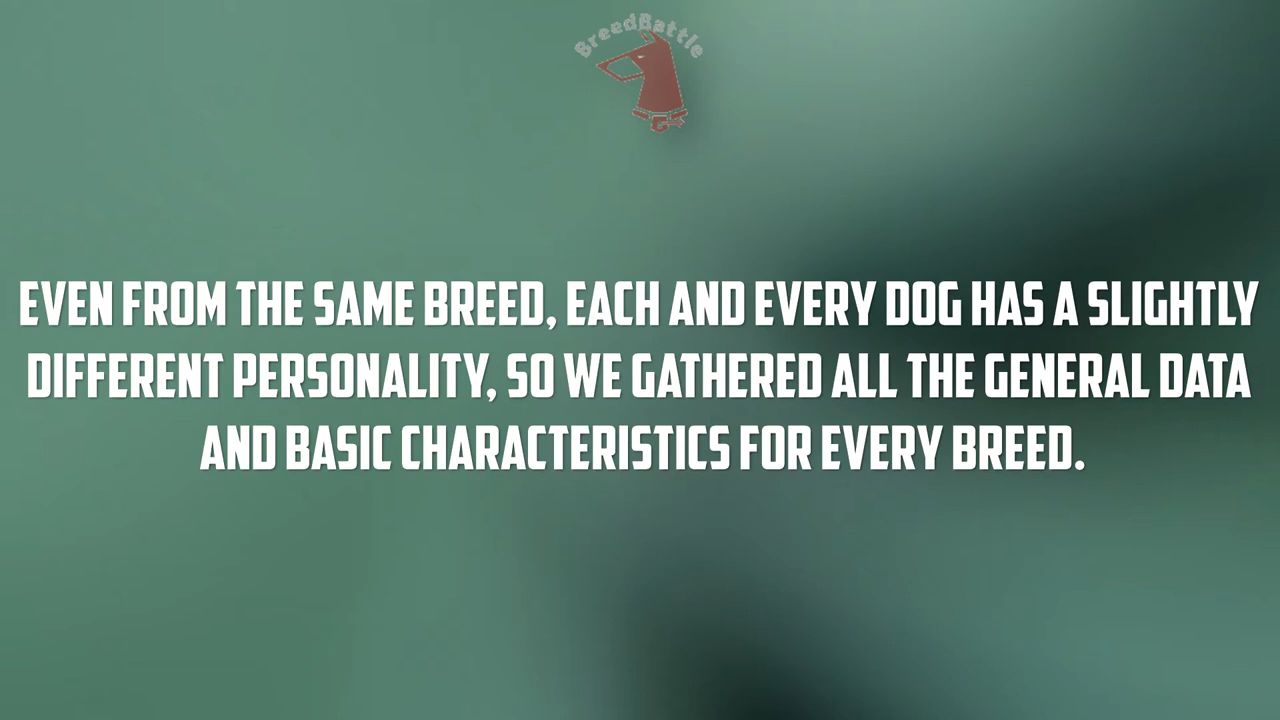 BreedBattle
EVEN FROM THE SAME BREED, EACH AND EVERY DOG HAS A SLIGHTLY
DIFFERENT PERSONALITY, SO WE GATHERED ALL THE GENERAL DATA
AND BASIC CHARACTERISTICS FOR EVERY BREED.